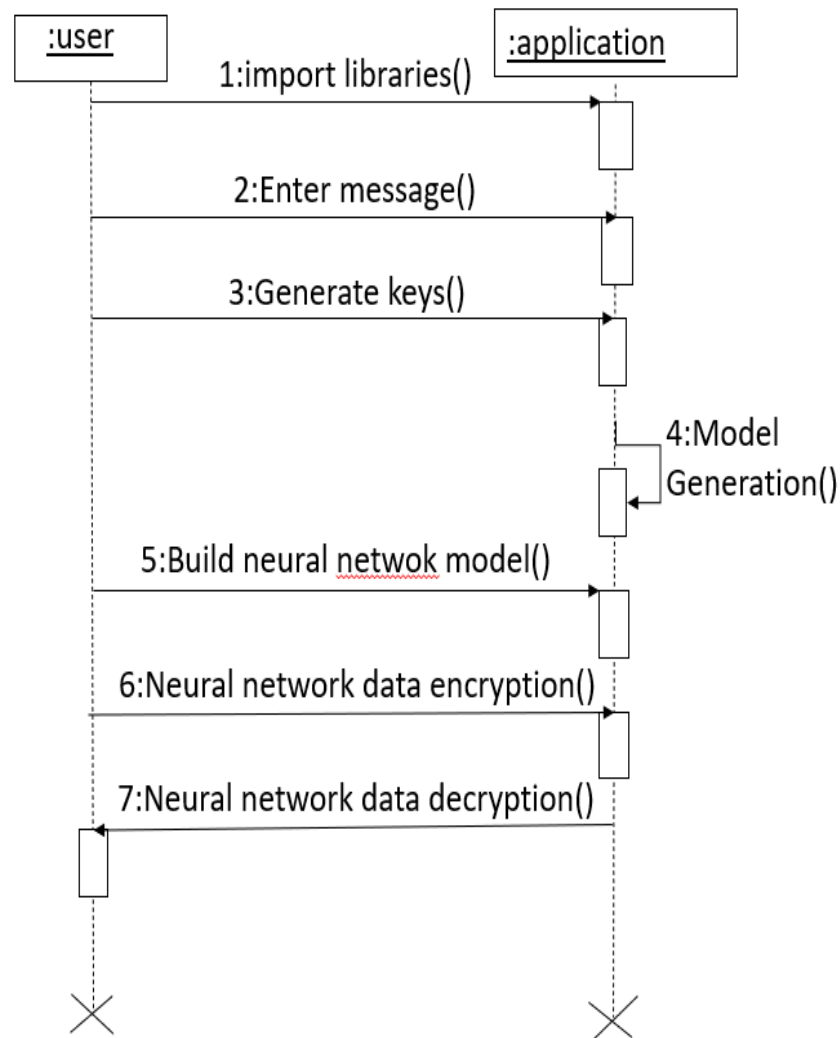 :user
:application
1:import libraries()
2:Enter message()
3:Generate keys()
4:Model
Generation()
5:Build neural netwok model()
6:Neural network data encryption()
7:Neural network data decryption()